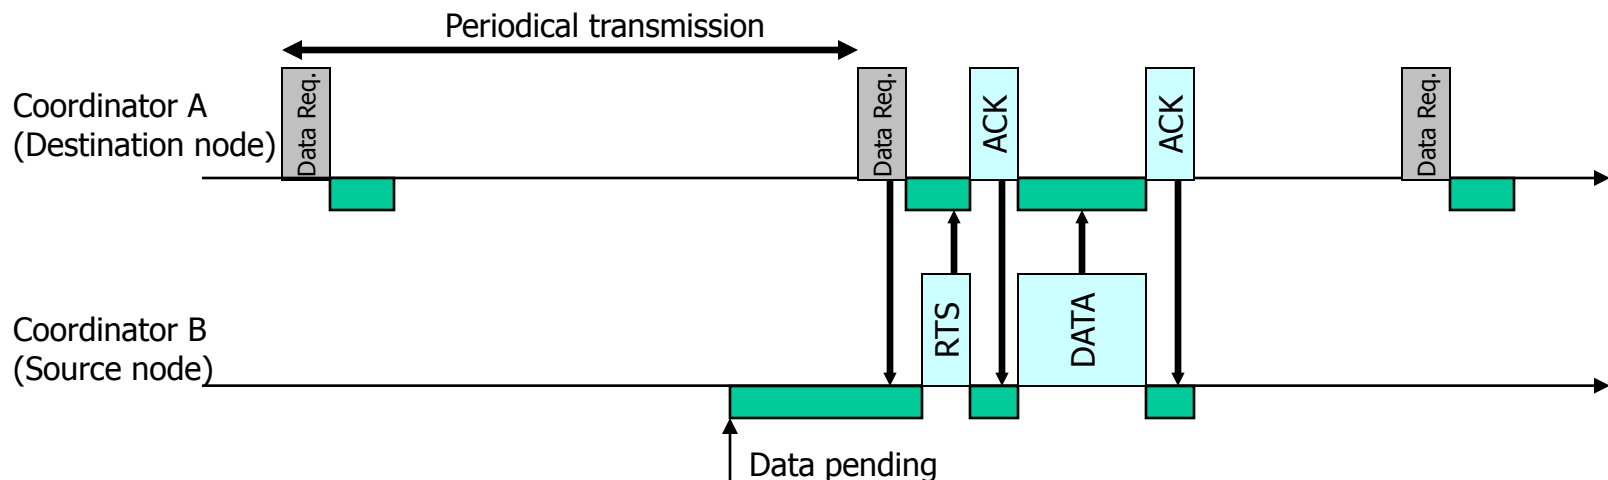 Periodical transmission
Data Req.
Data Req.
ACK
ACK
Data Req.
Coordinator A
(Destination node)
RTS
DATA
Coordinator B
(Source node)
Data pending